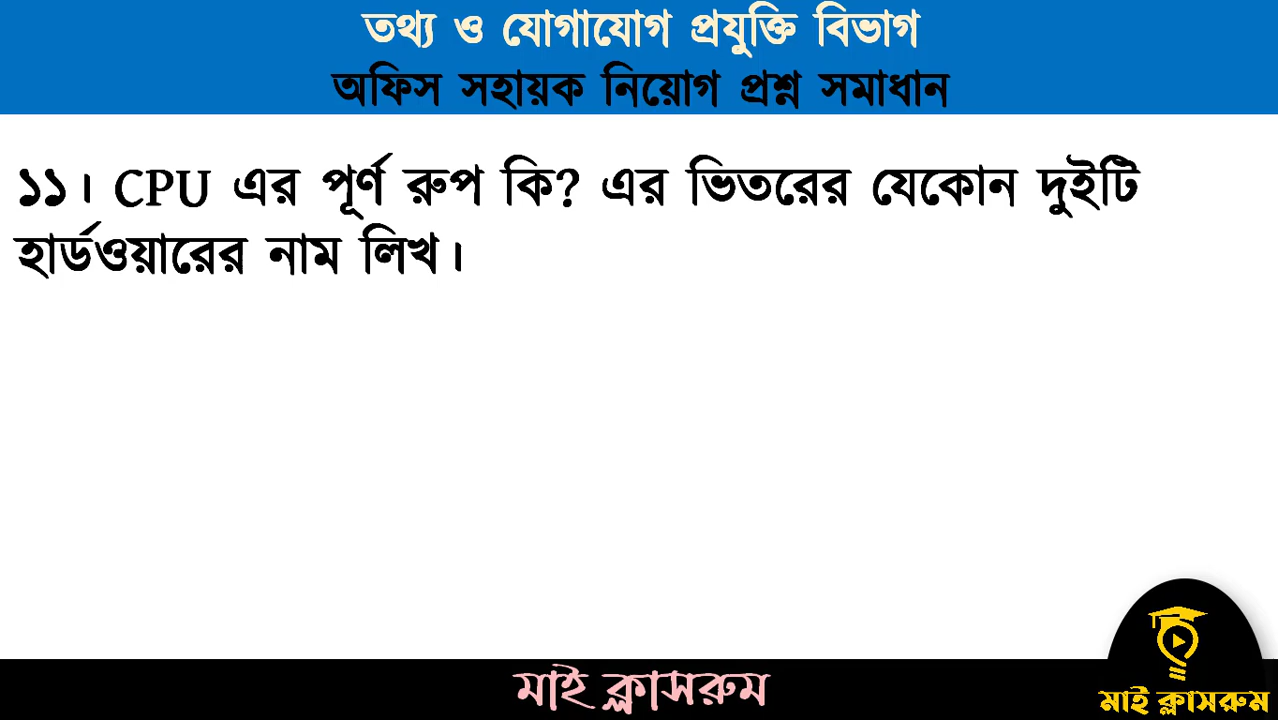 তথ্য ও যোগাযোগ প্রযুক্তি বিভাগ
অফিস সহায়ক নিয়োগ প্রশ্ন সমাধান
১১। CPU এর পূর্ণ রুপ কি? এর ভিতরের যেকোন দুইটি
হার্ডওয়ারের নাম লিখ।
মাই ক্লাসরুম
মাই ক্লাসরুম